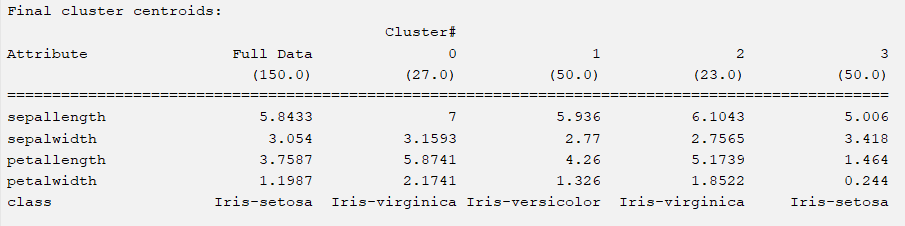 Final cluster centroids:
Cluster#
Attribute Full Data 0 1 2 3
(150.0) (27.0) (50.0) (23.0) (50.0)
==========================================================================================
sepallength 5.8433 7 5.936 6.1043 5.006
sepalwidth 3.054 3.1593 2.77 2.7565 3.418
petallength 3.7587 5.8741 4.26 5.1739 1.464
petalwidth 1.1987 2.1741 1.326 1.8522 0.244
class Iris-setosa Iris-virginica Iris-versicolor Iris-virginica Iris-setosa